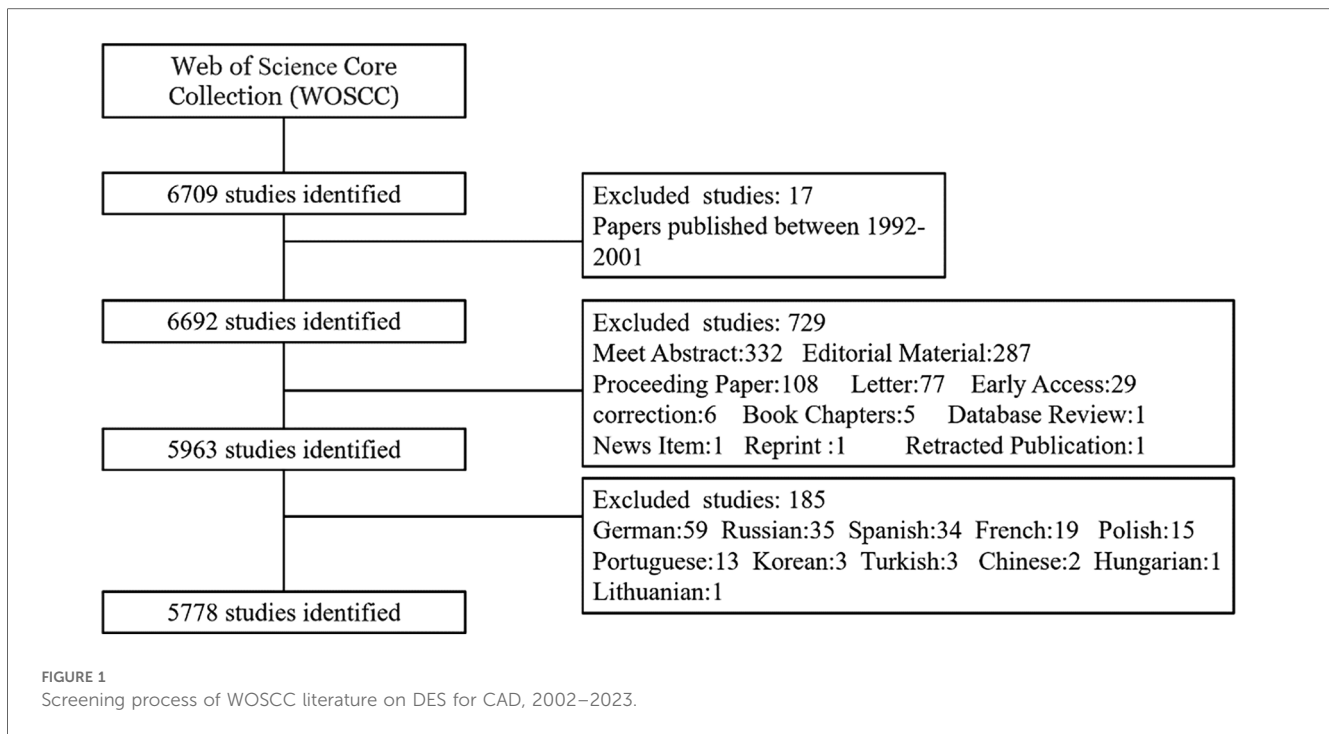 Web of Science Core
Collection (WOSCC)
6709 studies identified
Excluded studies: 17
Papers published between 1992-
2001
6692 studies identified
Excluded studies: 729
Meet Abstract:332 Editorial Material:287
Proceeding Paper:108 Letter:77 Early Access:29
correction:6 Book Chapters:5 Database Review:1
News Item:1 Reprint :1 Retracted Publication:1
5963 studies identified
Excluded studies: 185
German:59 Russian:35 Spanish:34 French:19 Polish:15
Portuguese:13 Korean:3 Turkish:3 Chinese:2 Hungarian:1
Lithuanian:1
5778 studies identified
FIGURE 1
Screening process of WOSCC literature on DES for CAD, 2002–2023.